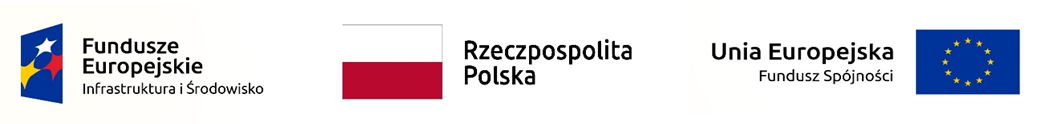 Fundusze
Europejskie
Infrastruktura i Środowisko
Rzeczpospolita
Polska
Unia Europejska
Fundusz Spójności